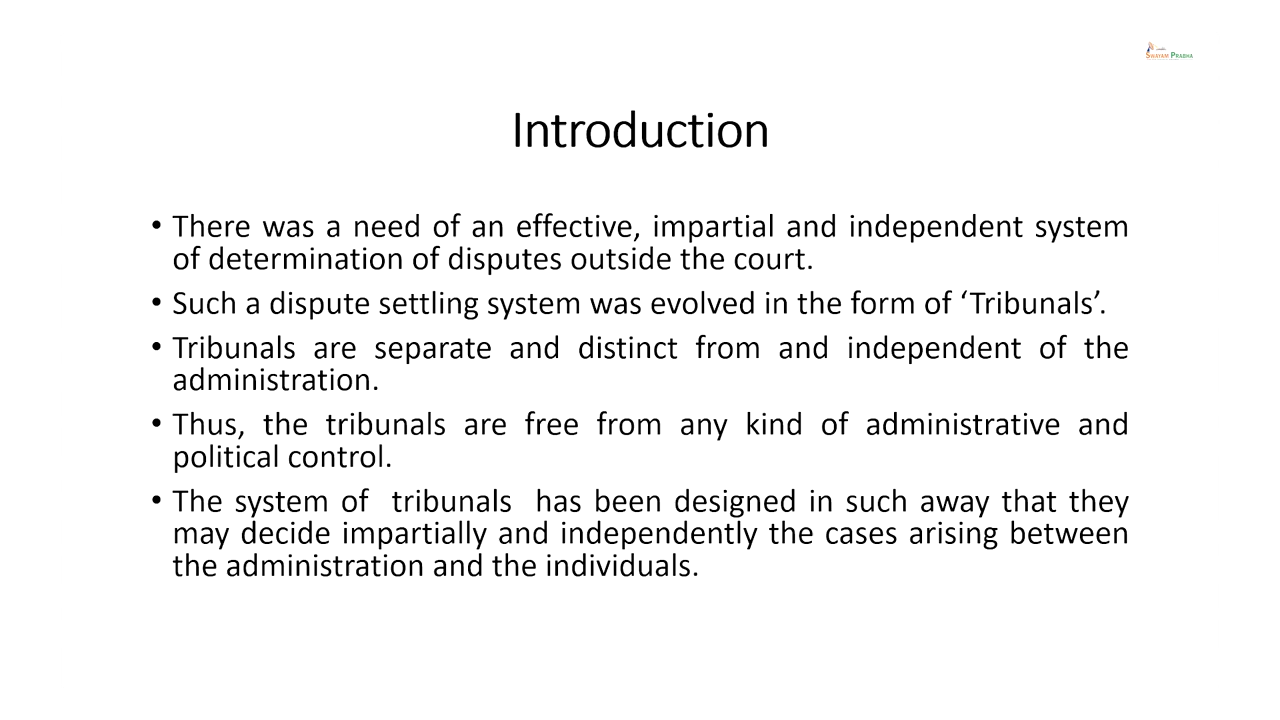 SWAYAM PRABHA
Introduction
• There was a need of an effective, impartial and independent system
of determination of disputes outside the court.
• Such a dispute settling system was evolved in the form of ‘Tribunals’.
• Tribunals are separate and distinct from and independent of the
administration.
• Thus, the tribunals are free from any kind of administrative and
political control.
• The system of  tribunals  has been designed in such away that they
may decide impartially and independently the cases arising between
the administration and the individuals.